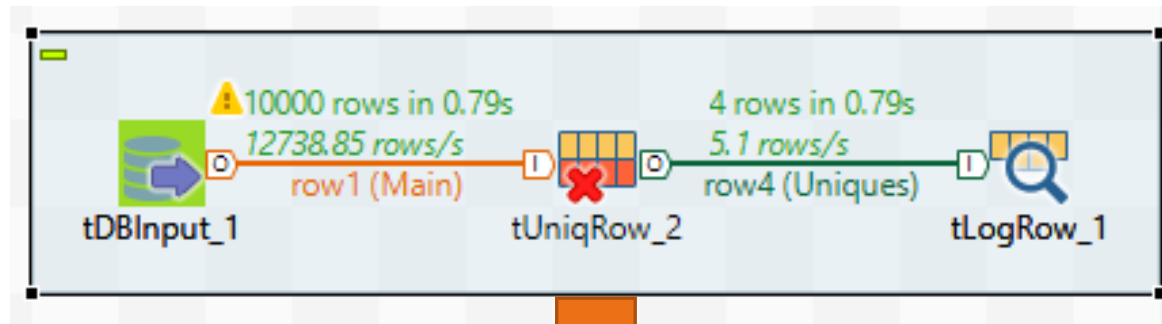 10000 rows in 0.79s
12738.85 rows/s
row1 (Main)
4 rows in 0.79s
5.1 rows/s
row4 (Uniques)
O
I
O
I
tDBInput_1
tUniqRow_2
tLogRow_1